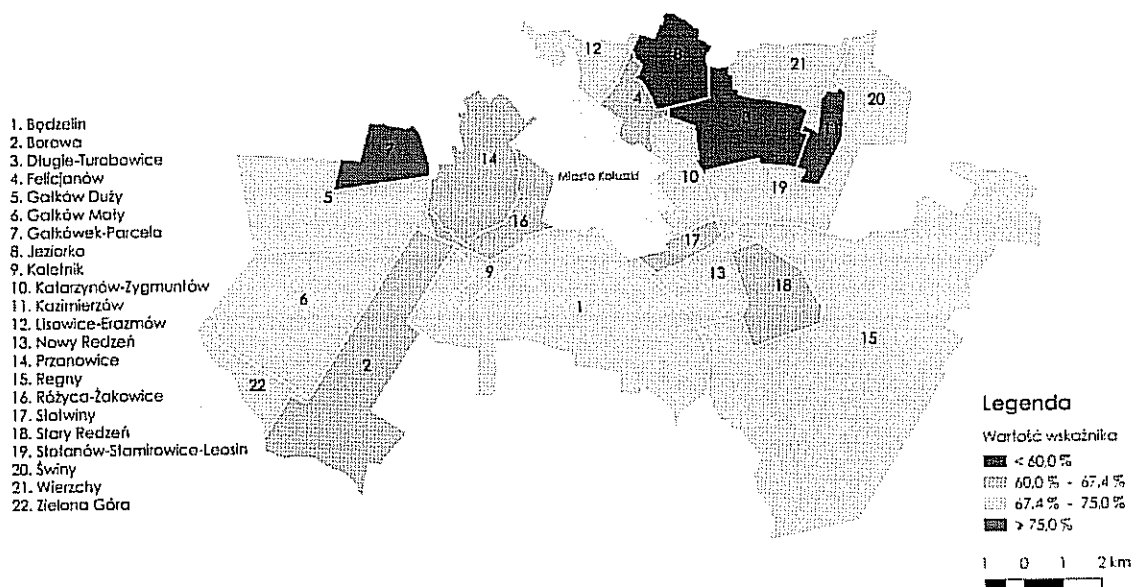 12
8
21
4
20
3
11
7
14
Miasto Koluszki
10
19
5
16
17
9
13
6
18
1
15
2
22
1. Będzelin
2. Borowa
3. Długie-Turobowice
4. Felicjanów
5. Gałków Duży
6. Gałków Mały
7. Gałkówek-Parcela
8. Jeziorko
9. Kaletnik
10. Katarzynów-Zygmuntów
11. Kazimierzów
12. Lisowice-Erazmów
13. Nowy Redzeń
14. Przanowice
15. Regny
16. Różyca-Żakowice
17. Słotwiny
18. Stary Redzeń
19. Stefanów-Stamirowice-Leosin
20. Świny
21. Wierzchy
22. Zielona Góra
Legenda
Wartość wskaźnika
< 60,0 %
60,0 % - 67,4 %
67,4 % - 75,0 %
> 75,0 %
1 0 1 2 km